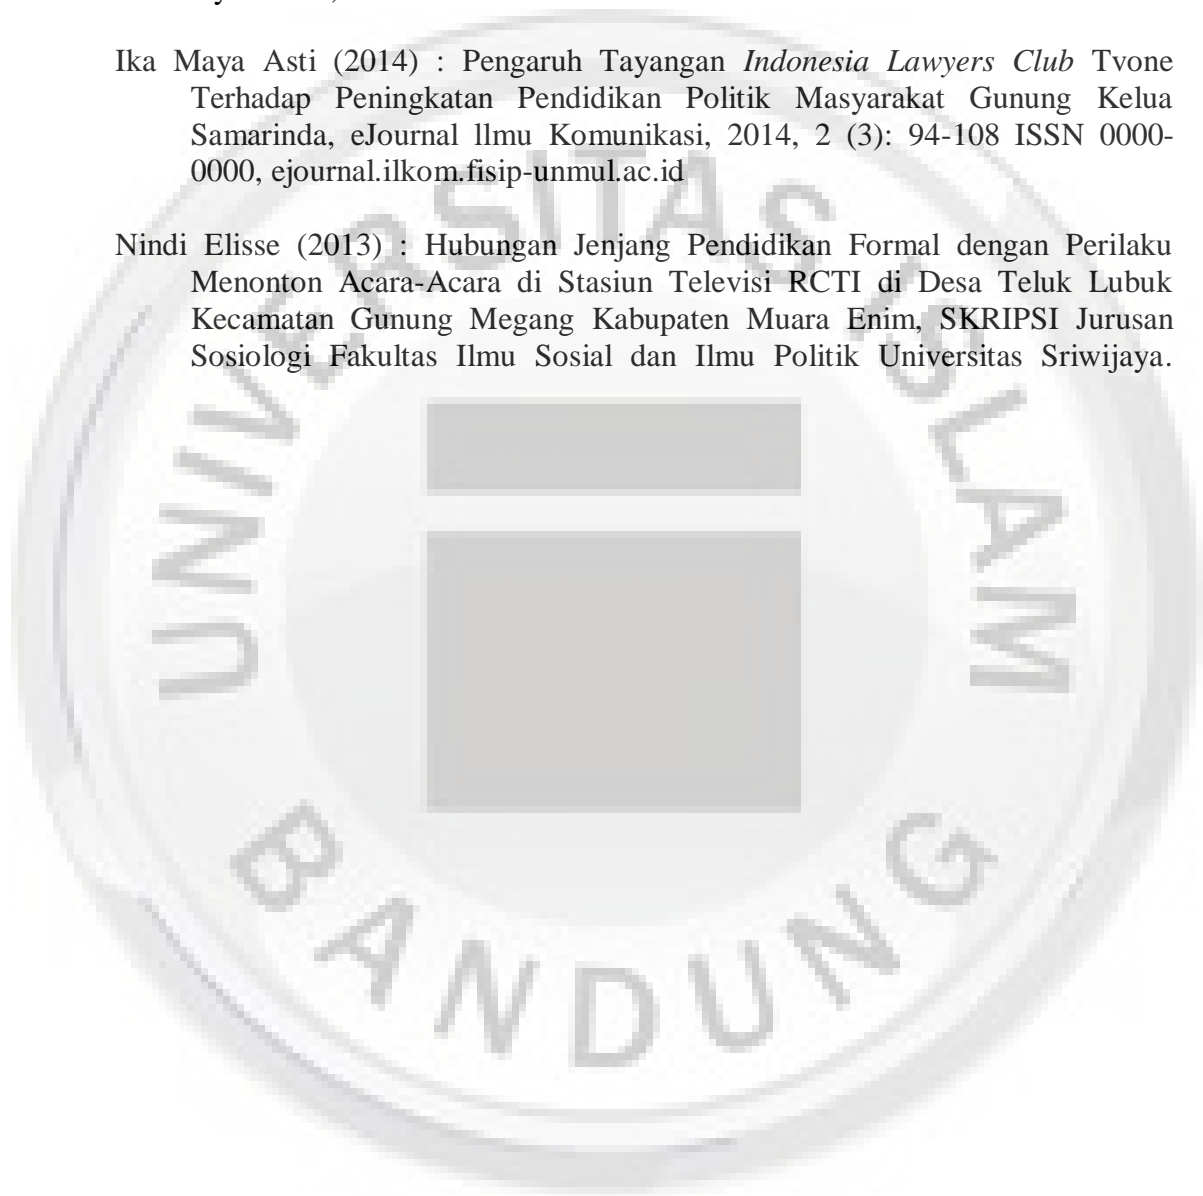 Ika Maya Asti (2014) : Pengaruh Tayangan Indonesia Lawyers Club Tvone
Terhadap Peningkatan Pendidikan Politik Masyarakat Gunung Kelua
Samarinda, eJournal llmu Komunikasi, 2014, 2 (3): 94-108 ISSN 0000-
0000, ejournal.ilkom.fisip-unmul.ac.id
Nindi Elisse (2013) : Hubungan Jenjang Pendidikan Formal dengan Perilaku
Menonton Acara-Acara di Stasiun Televisi RCTI di Desa Teluk Lubuk
Kecamatan Gunung Megang Kabupaten Muara Enim, SKRIPSI Jurusan
Sosiologi Fakultas Ilmu Sosial dan Ilmu Politik Universitas Sriwijaya.
UNIVERSITAS ISLAM
BANDUNG